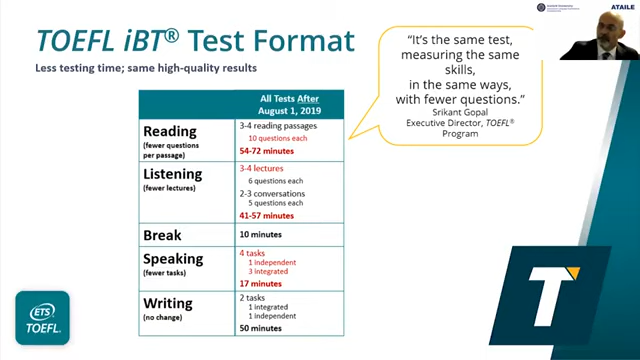 ATAILE
TOEFL iBT® Test Format
Less testing time; same high-quality results
“It’s the same test,
measuring the same
skills,
in the same ways,
with fewer questions.”
Srikant Gopal
Executive Director, TOEFL®
Program
All Tests After
August 1, 2019
Reading
(fewer questions
per passage)
3-4 reading passages
10 questions each
54-72 minutes
Listening
(fewer lectures)
3-4 lectures
6 questions each
2-3 conversations
5 questions each
41-57 minutes
Break
10 minutes
Speaking
(fewer tasks)
4 tasks
1 independent
3 integrated
17 minutes
Writing
(no change)
2 tasks
1 integrated
1 independent
50 minutes
ETS
TOEFL